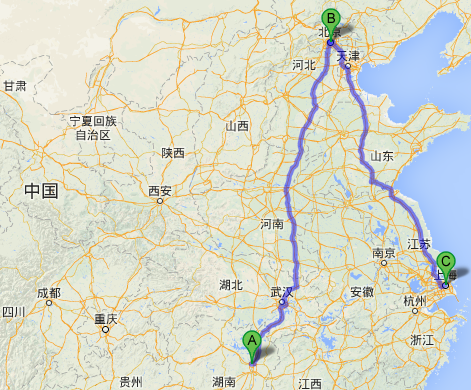 B
北京
天津
河北
甘肃
宁夏回族
自治区
山西
山东
陕西
中国
西安
河南
江苏
南京
C
上海
湖北
武汉
安徽
成都
杭州
四川
重庆
浙江
A
贵州
湖南
江西